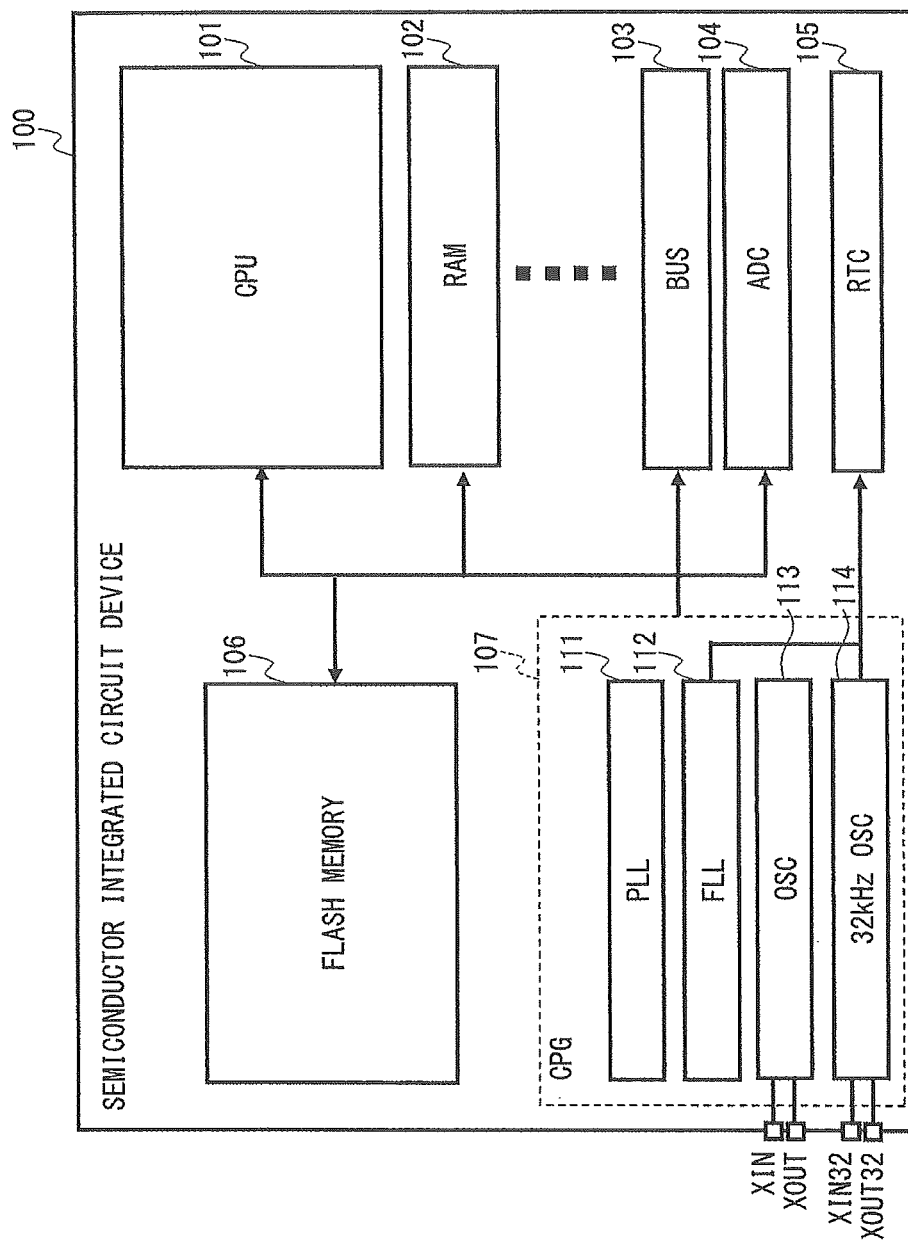 100
SEMICONDUCTOR INTEGRATED CIRCUIT DEVICE
101
CPU
102
RAM
103
BUS
104
ADC
105
RTC
106
FLASH MEMORY
107
CPG
111
PLL
112
FLL
113
OSC
114
32kHz OSC
XIN
XOUT
XIN32
XOUT32